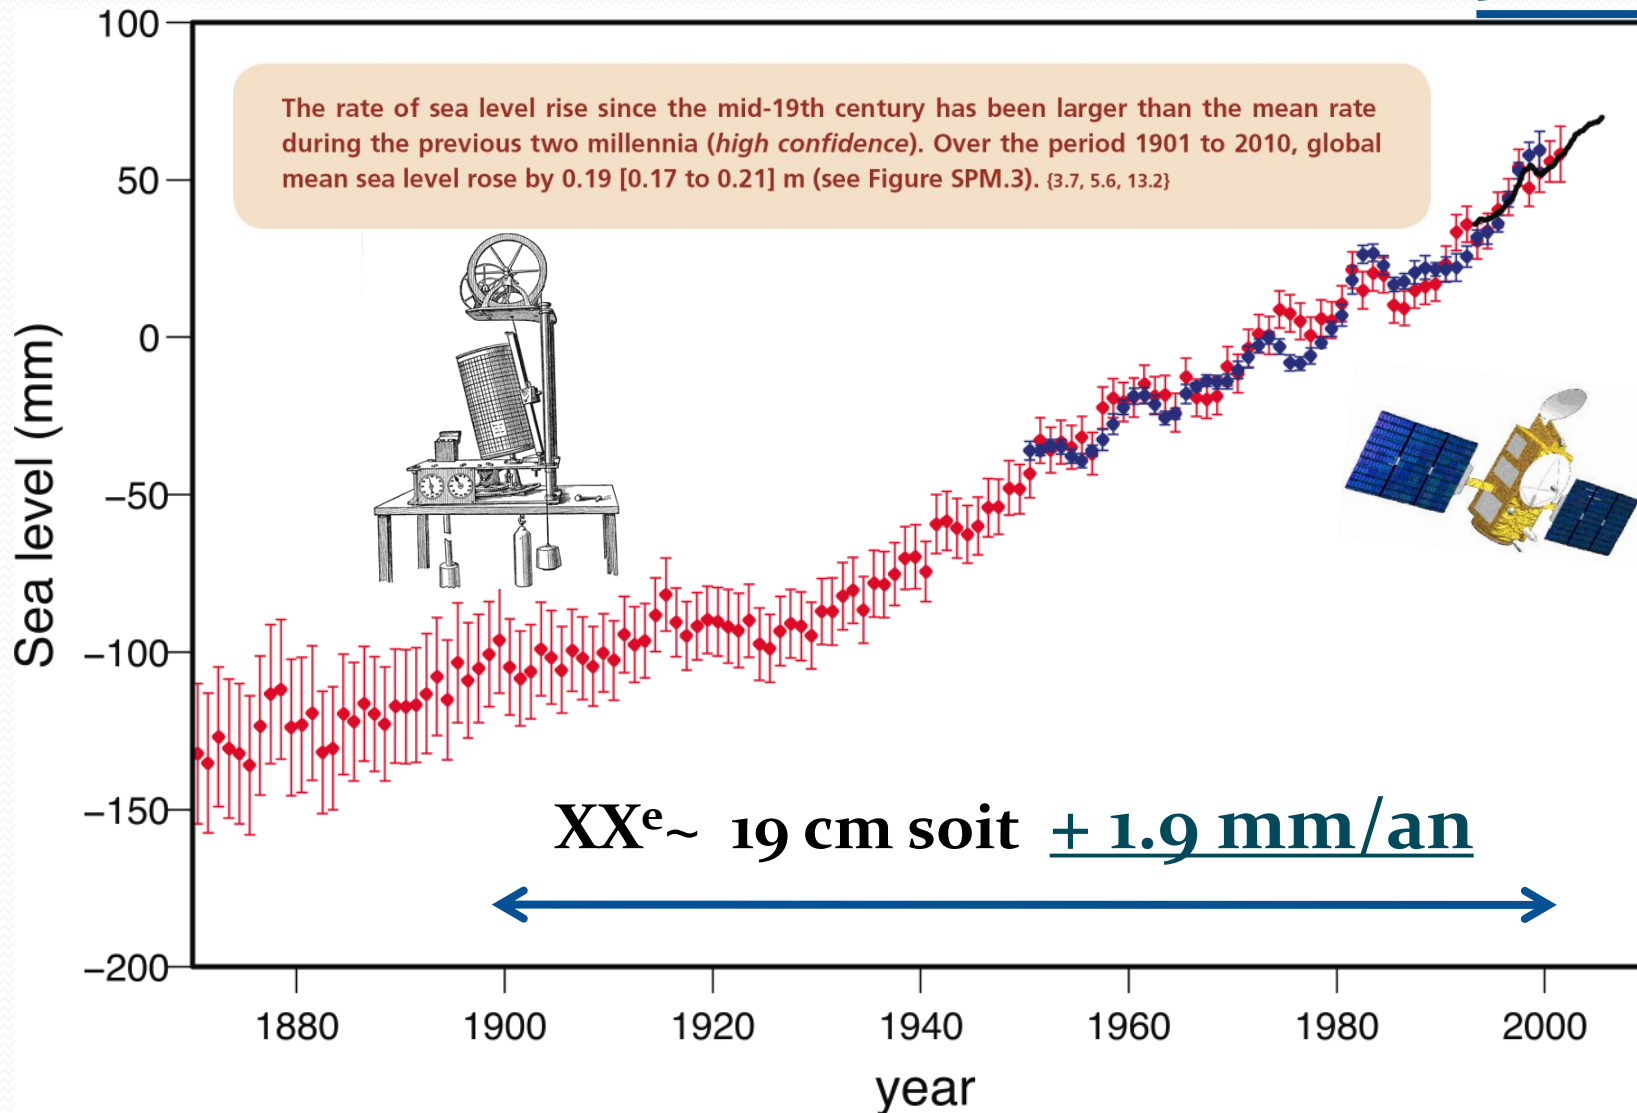 100
The rate of sea level rise since the mid-19th century has been larger than the mean rate
during the previous two millennia (high confidence). Over the period 1901 to 2010, global
mean sea level rose by 0.19 [0.17 to 0.21] m (see Figure SPM.3). {3.7, 5.6, 13.2}
50
0
−50
−100
−150
−200
Sea level (mm)
XXᵉ~ 19 cm soit + 1.9 mm/an
1880 1900 1920 1940 1960 1980 2000
year